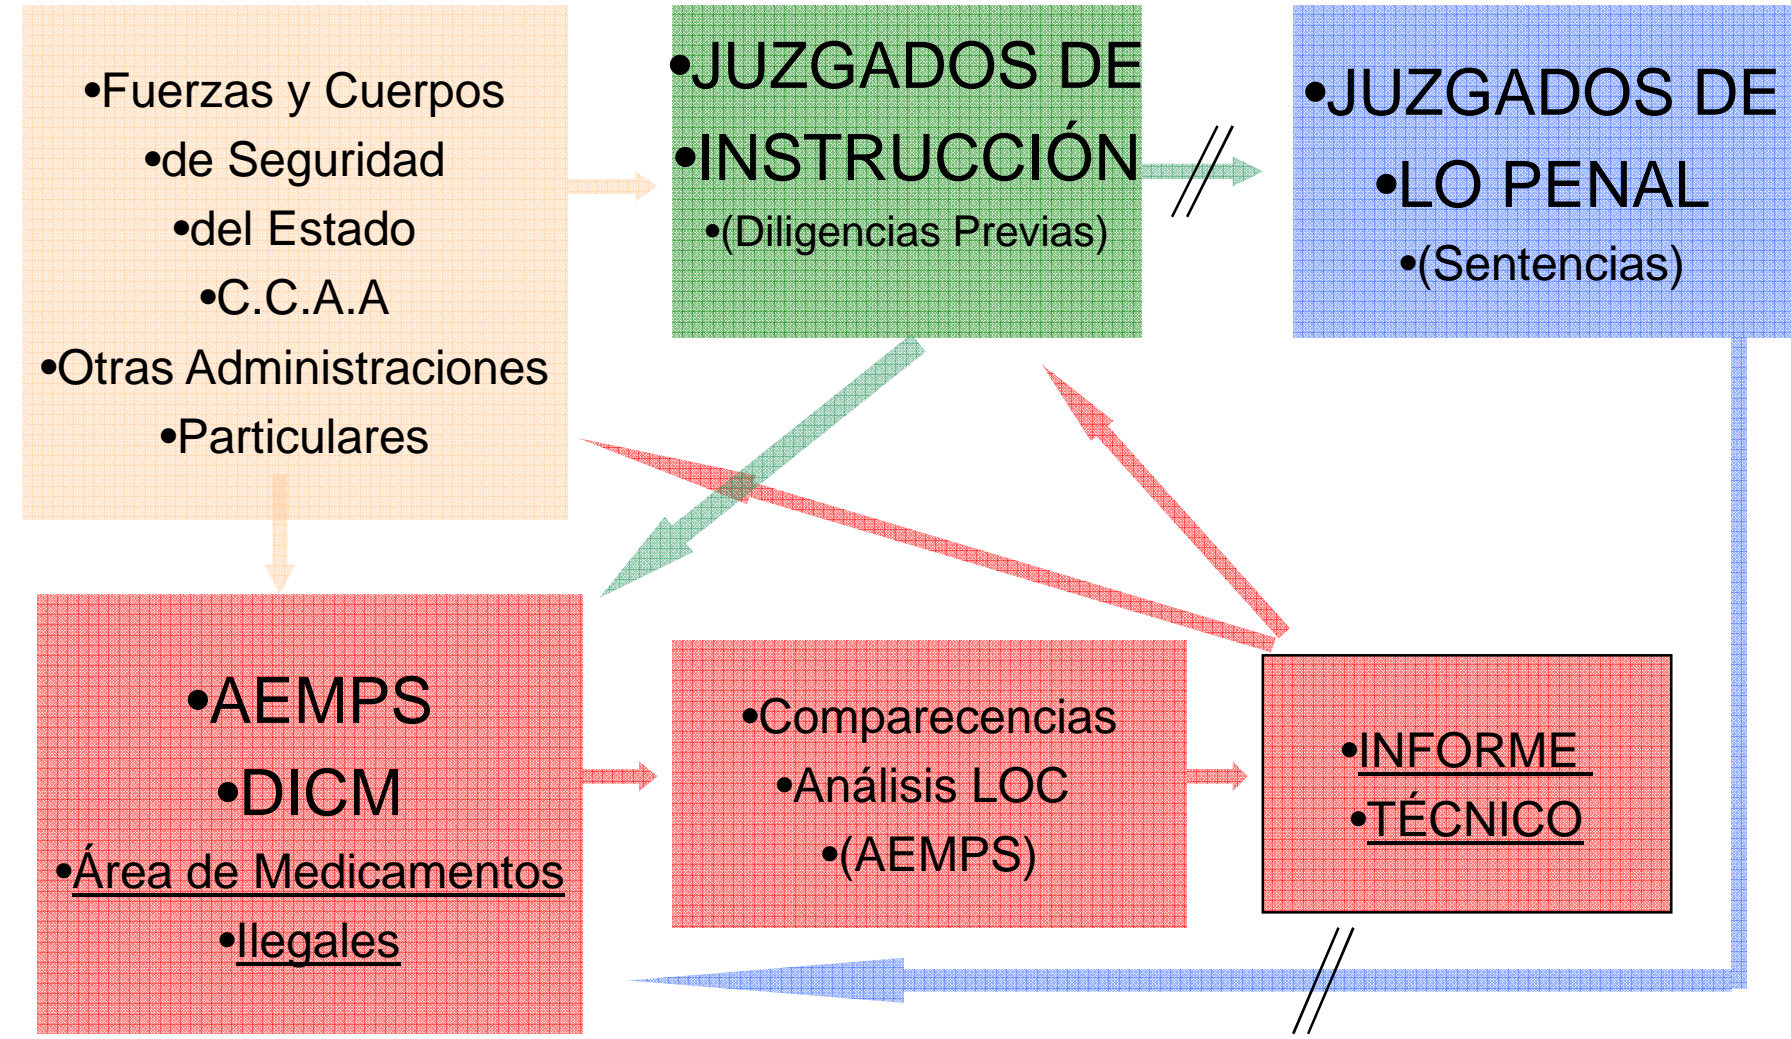 •Fuerzas y Cuerpos
•de Seguridad
•del Estado
•C.C.A.A
•Otras Administraciones
•Particulares
•JUZGADOS DE
•INSTRUCCIÓN
•(Diligencias Previas)
•JUZGADOS DE
•LO PENAL
•(Sentencias)
•AEMPS
•DICM
•Área de Medicamentos
•Ilegales
•Comparecencias
•Análisis LOC
•(AEMPS)
•INFORME
•TÉCNICO